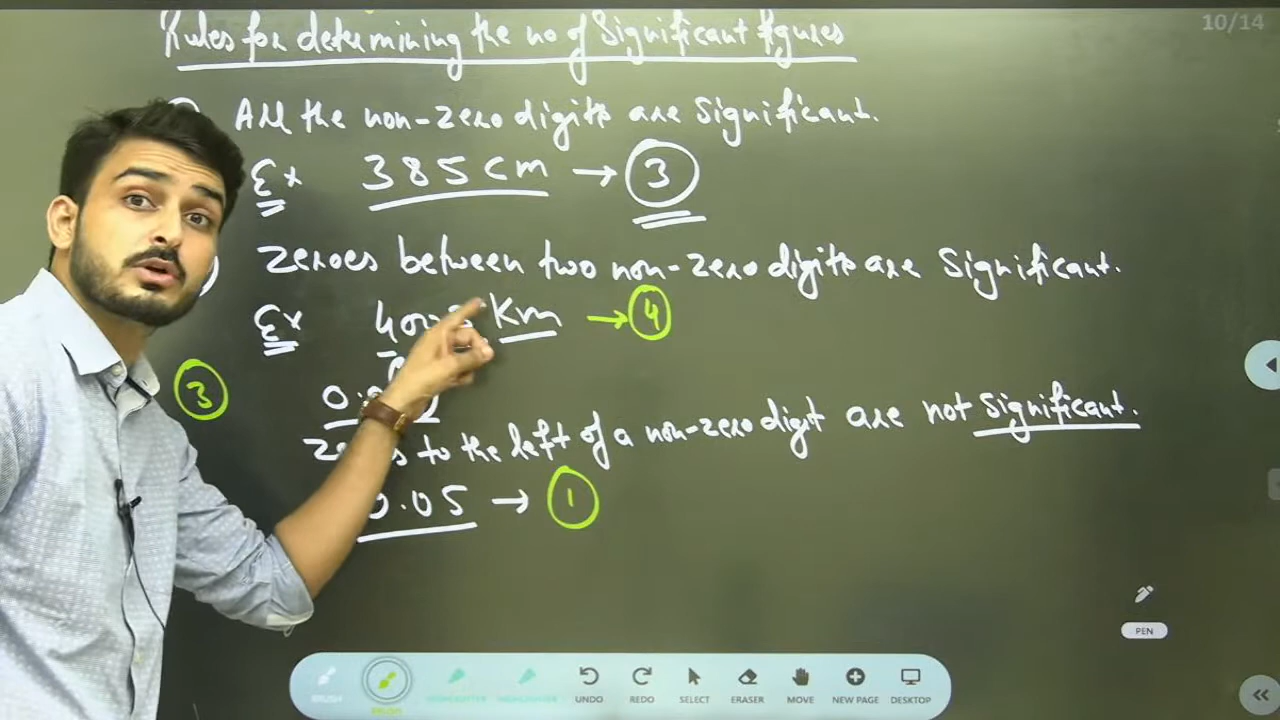 10/14
Rules for determining the no of Significant figures
All the non-zero digits are Significant.
Ex 385 cm → 3
zeroes between two non-zero digits are Significant.
Ex Km → 4
3
to the left of a non-zero digit are not Significant.
0.05 → 1
PEN
UNDO REDO SELECT ERASER MOVE NEW PAGE DESKTOP